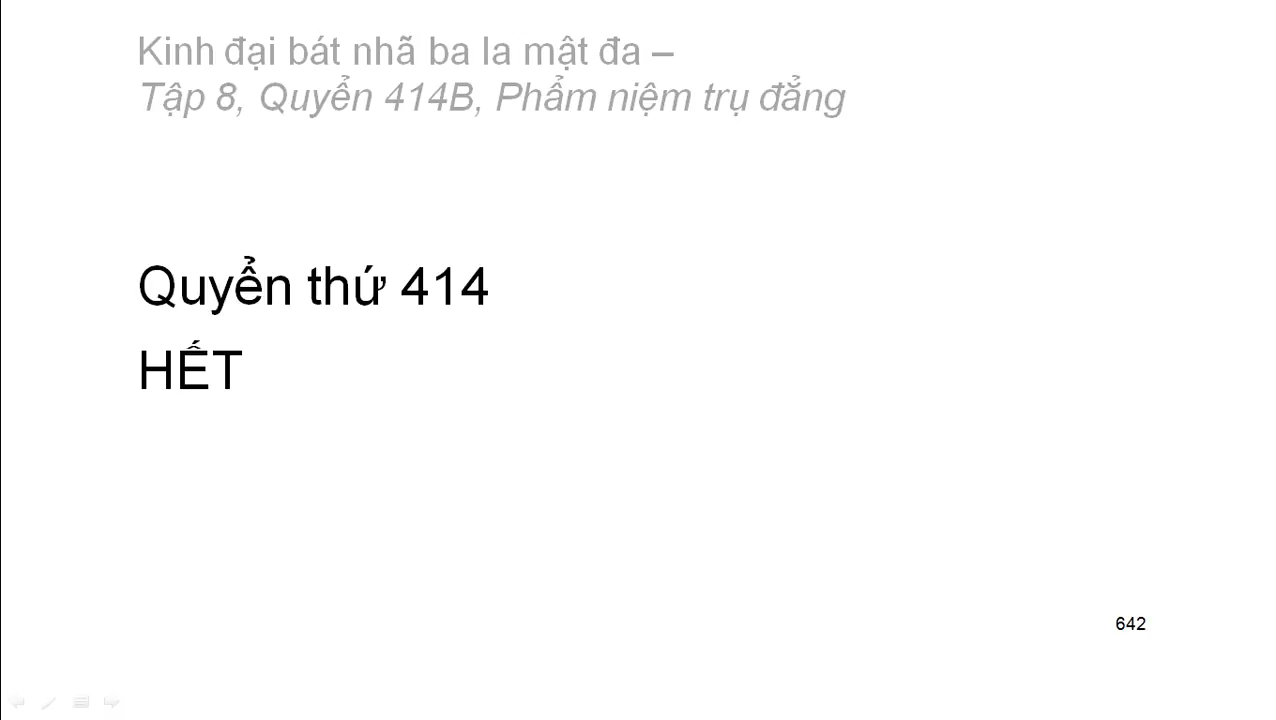 Kinh đại bát nhã ba la mật đa –
Tập 8, Quyển 414B, Phẩm niệm trụ đẳng
Quyển thứ 414
HẾT
642